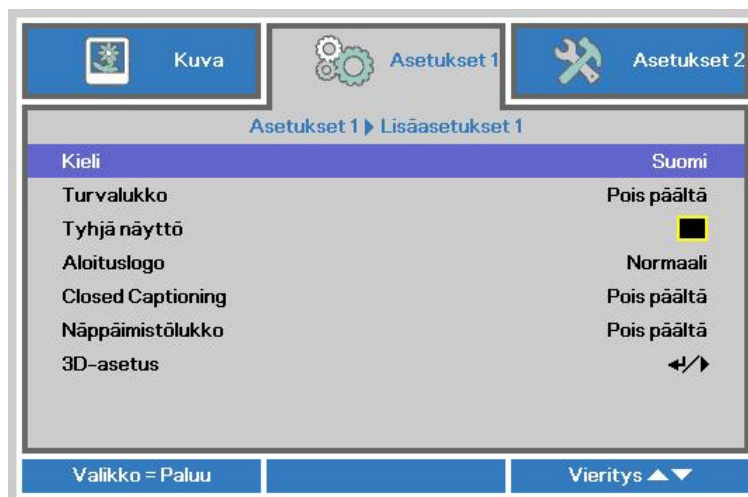 Kuva Asetukset 1 Asetukset 2
Asetukset 1 ▶ Lisäasetukset 1
Kieli Suomi
Turvalukko Pois päältä
Tyhjä näyttö
Aloituslogo Normaali
Closed Captioning Pois päältä
Näppäimistölukko Pois päältä
3D-asetus ↵/▶
Valikko = Paluu Vieritys ▲▼